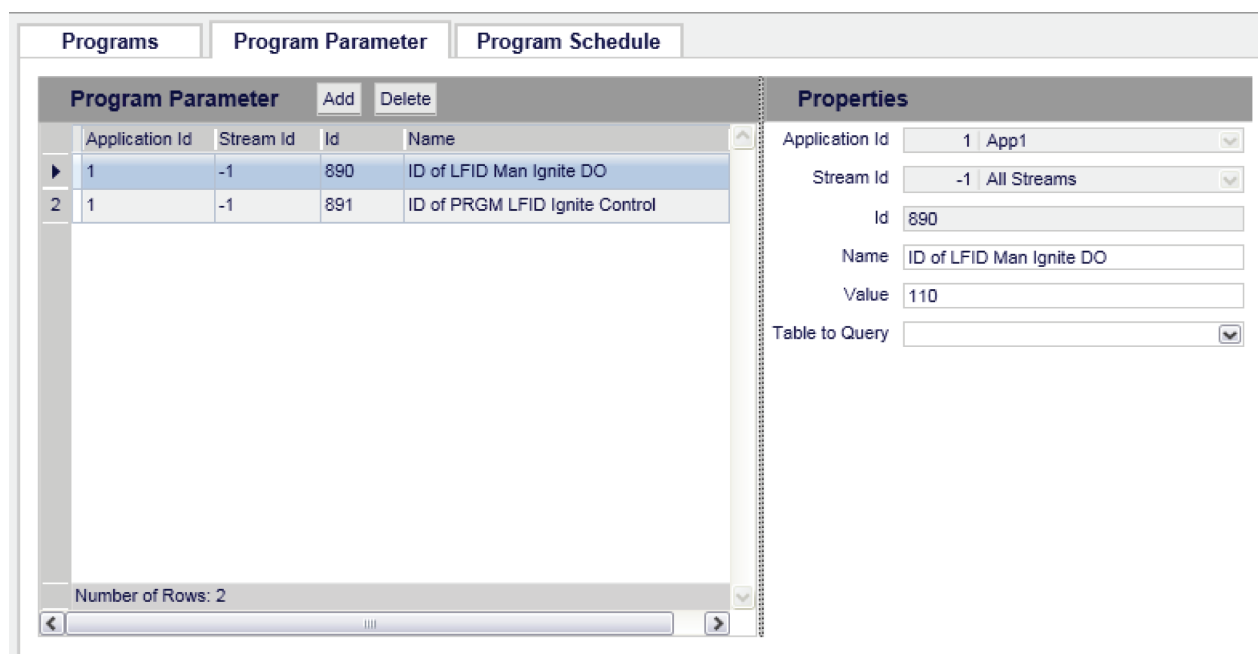 Programs Program Parameter Program Schedule
Program Parameter Add Delete
Application Id Stream Id Id Name
1 -1 890 ID of LFID Man Ignite DO
2 1 -1 891 ID of PRGM LFID Ignite Control
Number of Rows: 2
Properties
Application Id 1 App1
Stream Id -1 All Streams
Id 890
Name ID of LFID Man Ignite DO
Value 110
Table to Query